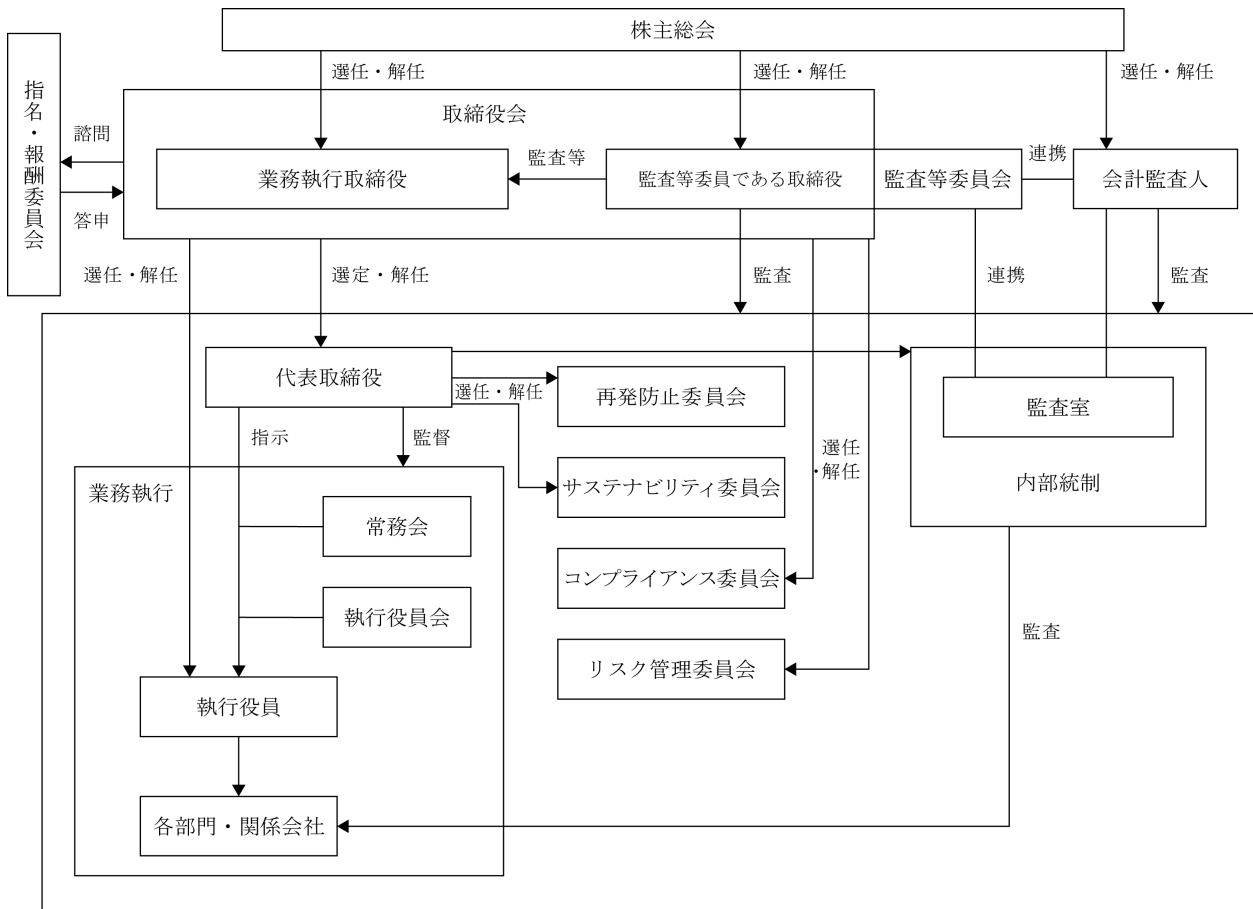 株主総会
選任・解任
選任・解任
選任・解任
指名・報酬委員会
諮問
答申
取締役会
業務執行取締役
監査等
監査等委員である取締役
監査等委員会
連携
会計監査人
選任・解任
選定・解任
監査
連携
監査
代表取締役
選任・解任
再発防止委員会
監査室
内部統制
指示
監督
選任
・解任
業務執行
サステナビリティ委員会
常務会
コンプライアンス委員会
執行役員会
監査
リスク管理委員会
執行役員
各部門・関係会社